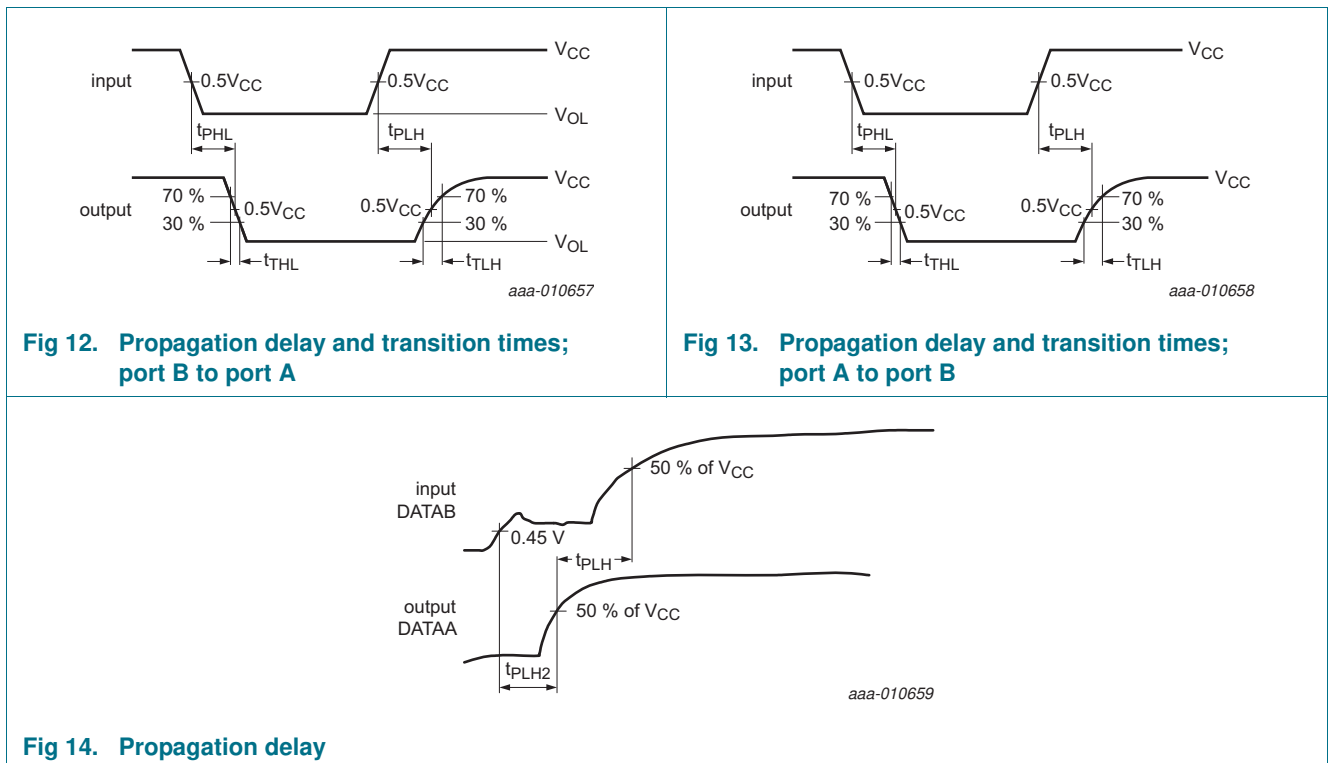 VCC
input
0.5VCC
0.5VCC
VOL
tPHL
tPLH
VCC
70 %
70 %
output
0.5VCC
0.5VCC
30 %
30 %
VOL
tTHL
tTLH
aaa-010657
Fig 12. Propagation delay and transition times;
port B to port A
VCC
input
0.5VCC
0.5VCC
tPHL
tPLH
VCC
70 %
70 %
output
0.5VCC
0.5VCC
30 %
30 %
tTHL
tTLH
aaa-010658
Fig 13. Propagation delay and transition times;
port A to port B
50 % of VCC
input
DATAB
0.45 V
tPLH
output
DATAA
50 % of VCC
tPLH2
aaa-010659
Fig 14. Propagation delay